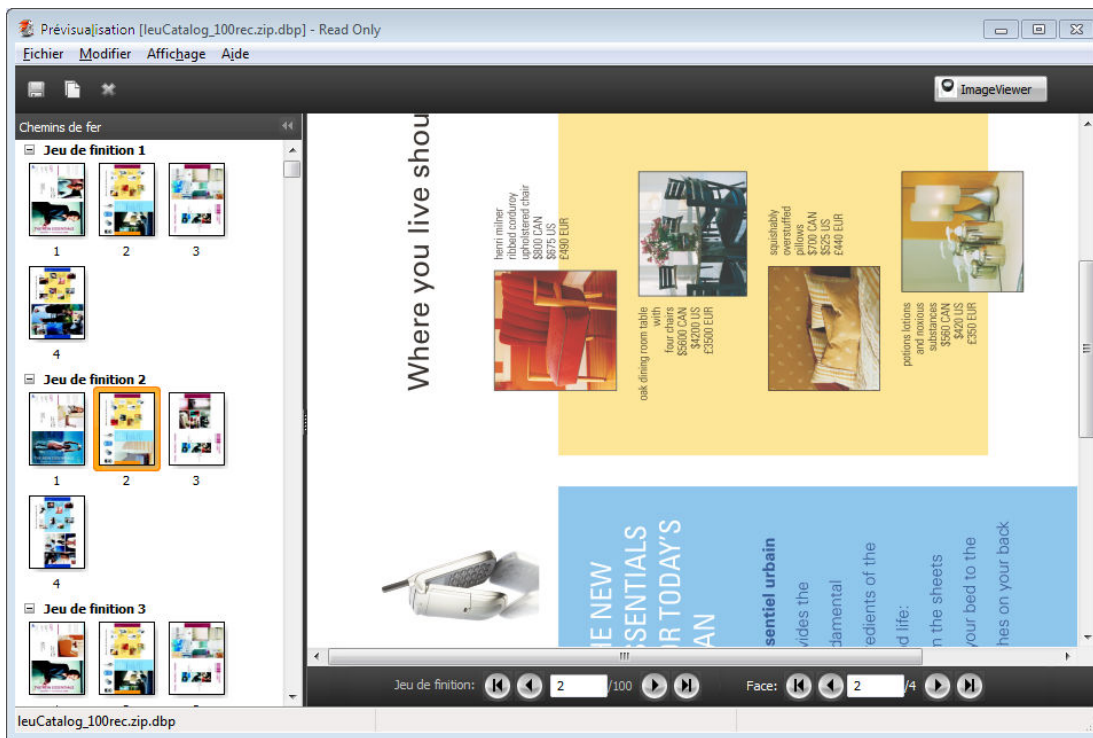 Prévisualisation [leuCatalog_100rec.zip.dbp] - Read Only
Fichier Modifier Affichage Aide
ImageViewer
Chemins de fer
Jeu de finition 1
1 2 3
4
Jeu de finition 2
1 2 3
4
Jeu de finition 3
Where you live shou
henri milner
ribbed corduroy
upholstered chair
$800 CAN
$675 US
£490 EUR
oak dining room table
with
four chairs
$5600 CAN
$4200 US
£3500 EUR
squishably
overstuffed
pillows
$700 CAN
$525 US
£440 EUR
potions lotions
and noxious
substances
$560 CAN
$420 US
£350 EUR
HE NEW
SSENTIALS
R TODAY'S
AN
sentiel urbain
vides the
damental
edients of the
d life:
n the sheets
your bed to the
hes on your back
Jeu de finition: 2 /100 Face: 2 /4
leuCatalog_100rec.zip.dbp